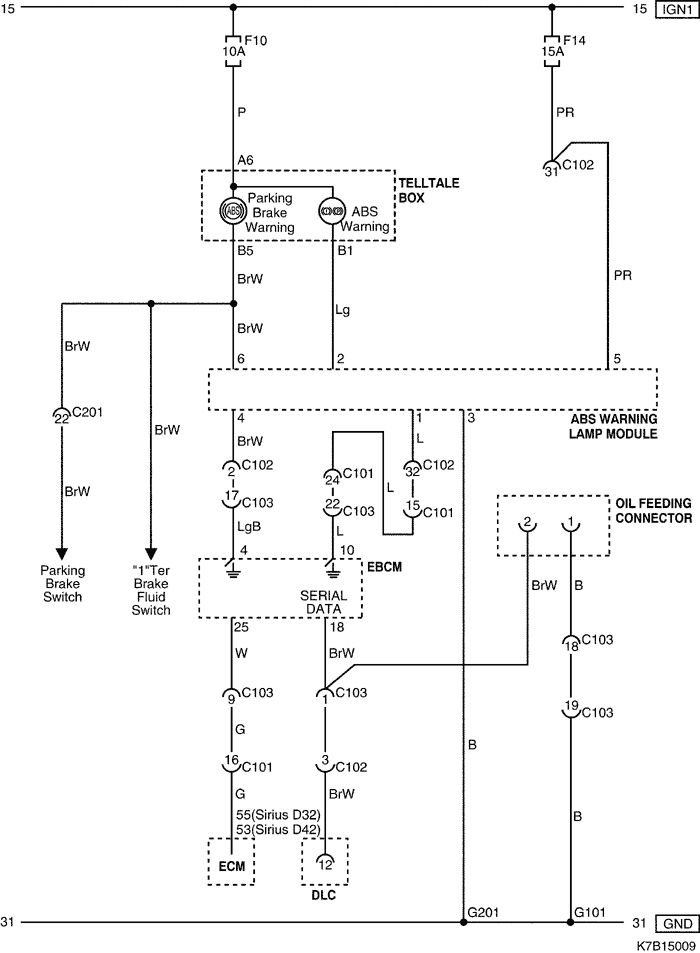 15
15 IGN1
F10
10A
F14
15A
P
PR
A6
31 C102
TELLTALE
BOX
Parking
Brake
Warning
ABS
ABS
Warning
B5
B1
BrW
PR
Lg
BrW
BrW
6
2
5
22 C201
4
1
3
ABS WARNING
LAMP MODULE
BrW
BrW
L
2 C102
24 C101
32 C102
BrW
L
17 C103
22 C103
15 C101
OIL FEEDING
CONNECTOR
LgB
L
2
1
4
10
EBCM
Parking
Brake
Switch
"1"Ter
Brake
Fluid
Switch
SERIAL
DATA
BrW
B
25
18
W
BrW
18 C103
9 C103
1 C103
19 C103
G
B
16 C101
3 C102
G
BrW
B
55(Sirius D32)
53(Sirius D42)
ECM
12
DLC
G201
G101
31
31 GND
K7B15009